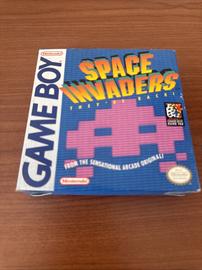 Nintendo
GAME BOY
SPACE
INVADERS
THEY'RE BACK!
FROM THE SENSATIONAL ARCADE ORIGINAL!
Nintendo